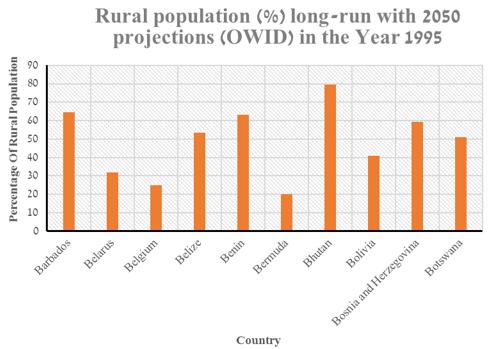 Rural population (%) long-run with 2050
projections (OWID) in the Year 1995
Percentage Of Rural Population
90
80
70
60
50
40
30
20
10
0
Barbados
Belarus
Belgium
Belize
Benin
Bermuda
Bhutan
Bolivia
Bosnia and Herzegovina
Botswana
Country